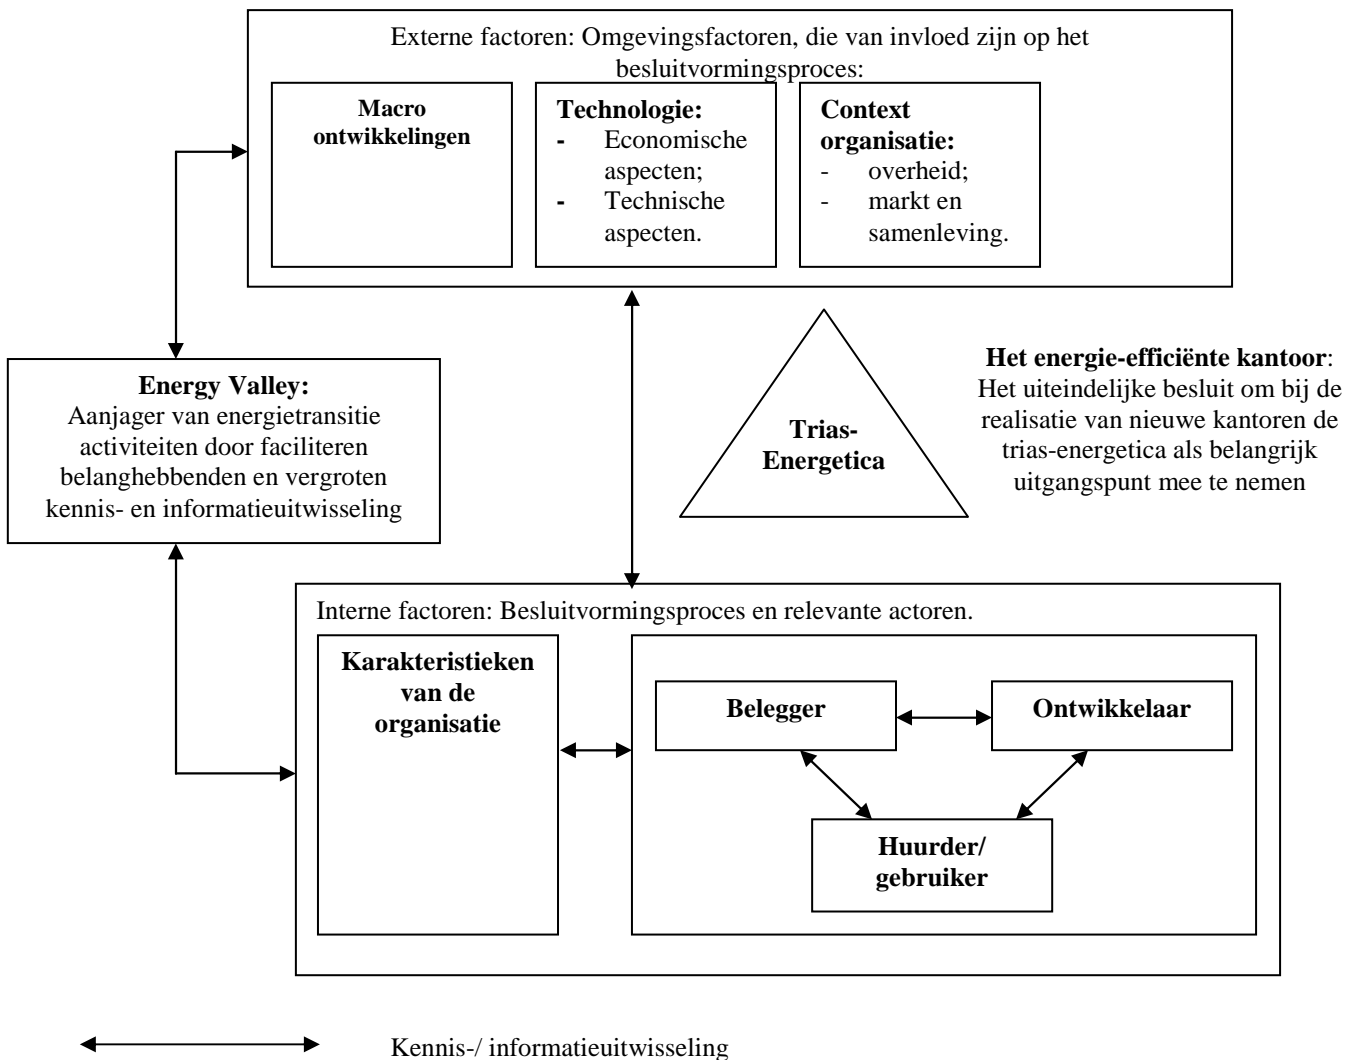 Externe factoren: Omgevingsfactoren, die van invloed zijn op het
besluitvormingsproces:
Macro
ontwikkelingen
Technologie:
- Economische
aspecten;
- Technische
aspecten.
Context
organisatie:
- overheid;
- markt en
samenleving.
Energy Valley:
Aanjager van energietransitie
activiteiten door faciliteren
belanghebbenden en vergroten
kennis- en informatieuitwisseling
Trias-
Energetica
Het energie-efficiënte kantoor:
Het uiteindelijke besluit om bij de
realisatie van nieuwe kantoren de
trias-energetica als belangrijk
uitgangspunt mee te nemen
Interne factoren: Besluitvormingsproces en relevante actoren.
Karakteristieken
van de
organisatie
Belegger
Ontwikkelaar
Huurder/
gebruiker
Kennis-/ informatieuitwisseling